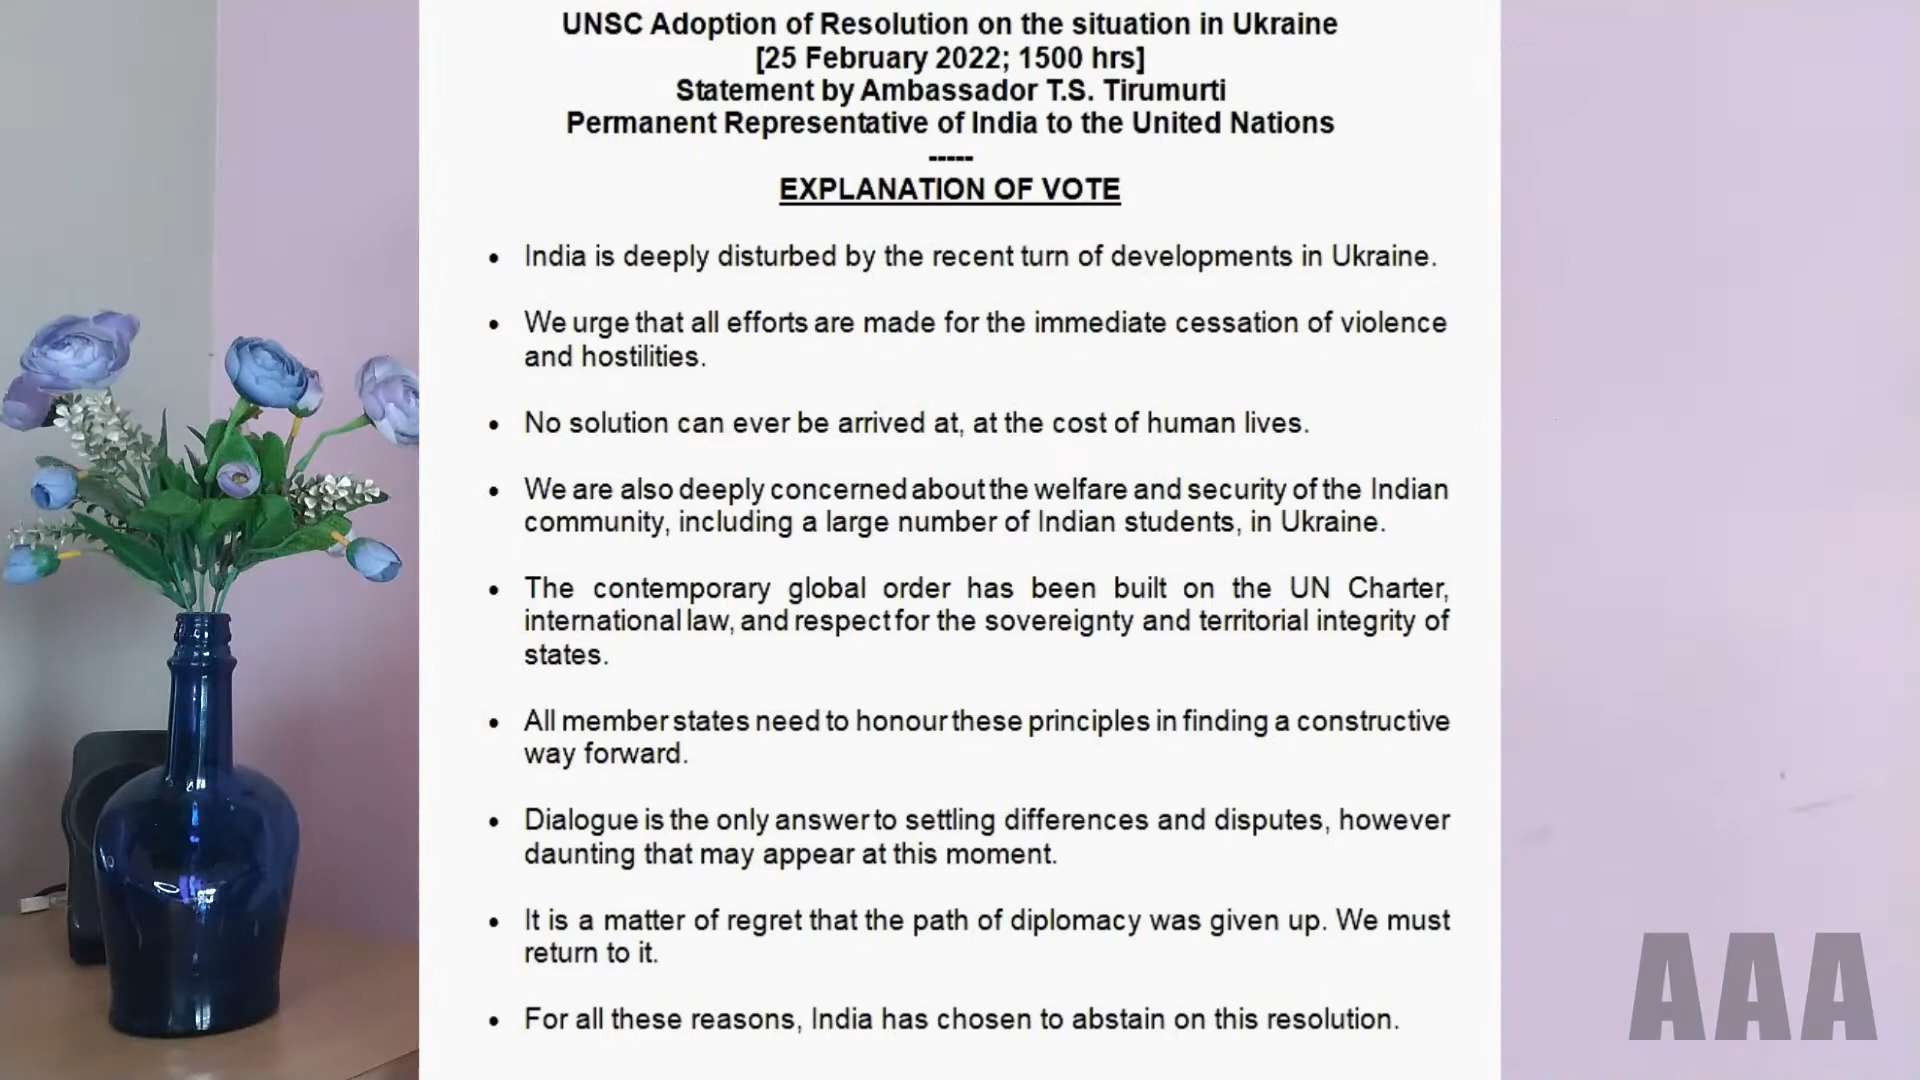 UNSC Adoption of Resolution on the situation in Ukraine
[25 February 2022; 1500 hrs]
Statement by Ambassador T.S. Tirumurti
Permanent Representative of India to the United Nations
-----
EXPLANATION OF VOTE
• India is deeply disturbed by the recent turn of developments in Ukraine.
• We urge that all efforts are made for the immediate cessation of violence
and hostilities.
• No solution can ever be arrived at, at the cost of human lives.
• We are also deeply concerned about the welfare and security of the Indian
community, including a large number of Indian students, in Ukraine.
• The contemporary global order has been built on the UN Charter,
international law, and respect for the sovereignty and territorial integrity of
states.
• All member states need to honour these principles in finding a constructive
way forward.
• Dialogue is the only answer to settling differences and disputes, however
daunting that may appear at this moment.
• It is a matter of regret that the path of diplomacy was given up. We must
return to it.
• For all these reasons, India has chosen to abstain on this resolution.
AAA